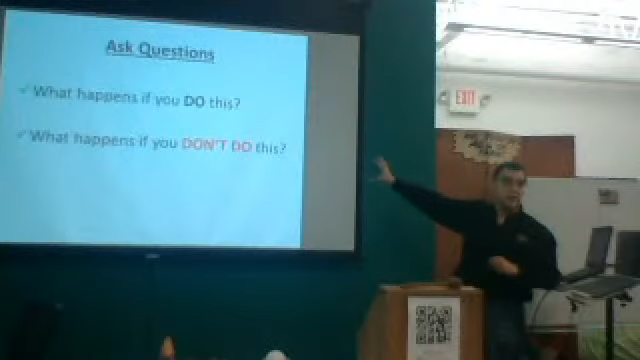 Ask Questions
What happens if you DO this?
What happens if you DON'T DO this?
EXIT